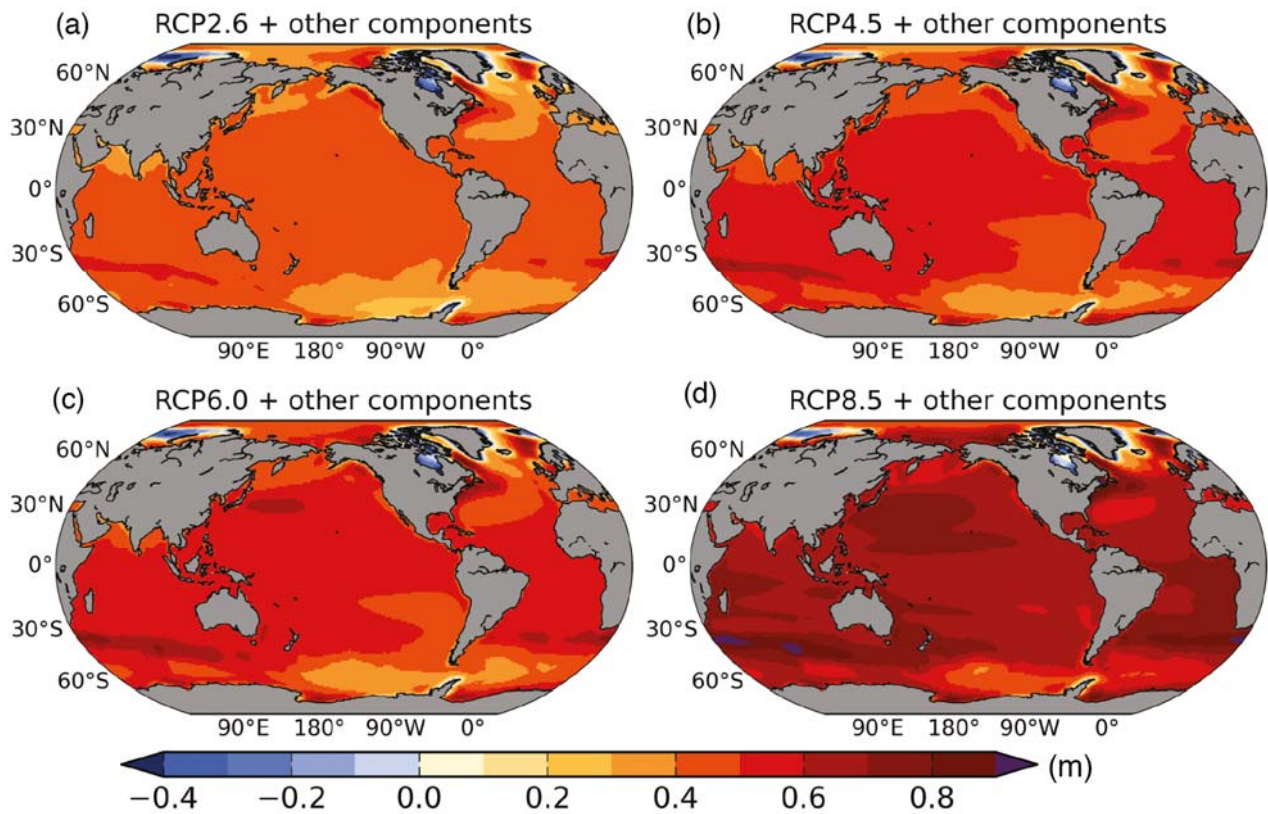 (a) RCP2.6 + other components
(b) RCP4.5 + other components
60°N
30°N
0°
30°S
60°S
90°E 180° 90°W 0°
60°N
30°N
0°
30°S
60°S
90°E 180° 90°W 0°
(c) RCP6.0 + other components
(d) RCP8.5 + other components
60°N
30°N
0°
30°S
60°S
90°E 180° 90°W 0°
60°N
30°N
0°
30°S
60°S
90°E 180° 90°W 0°
(m)
−0.4 −0.2 0.0 0.2 0.4 0.6 0.8